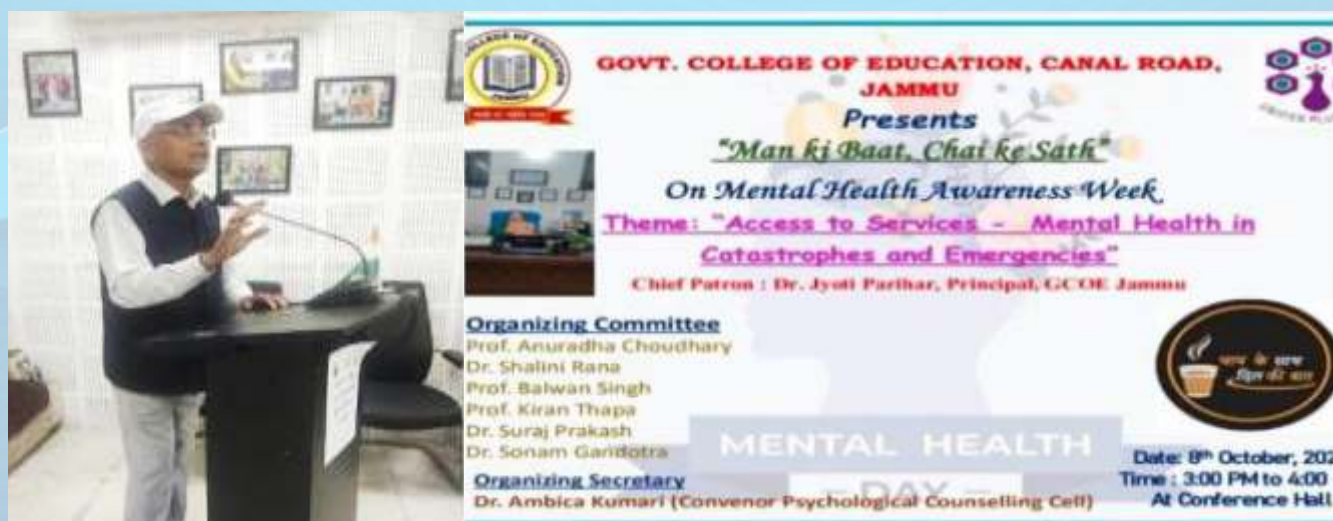 COLLEGE OF EDUCATION
JAMMU
GOVT. COLLEGE OF EDUCATION, CANAL ROAD,
JAMMU
Presents
"Man ki Baat, Chai ke Sath"
On Mental Health Awareness Week
Theme: "Access to Services - Mental Health in
Catastrophes and Emergencies"
Chief Patron : Dr. Jyoti Parihar, Principal, GCOE Jammu
Organizing Committee
Prof. Anuradha Choudhary
Dr. Shalini Rana
Prof. Balwan Singh
Prof. Kiran Thapa
Dr. Suraj Prakash
Dr. Sonam Gandotra
Organizing Secretary
Dr. Ambica Kumari (Convenor Psychological Counselling Cell)
चाय के साथ
दिल की बात
MENTAL HEALTH
- DAY -
Date: 8th October, 202
Time : 3:00 PM to 4:00
At Conference Hall